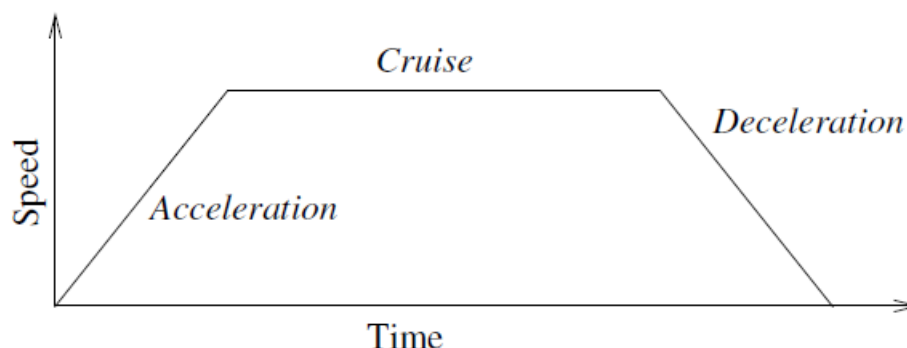 Cruise
Deceleration
Speed
Acceleration
Time